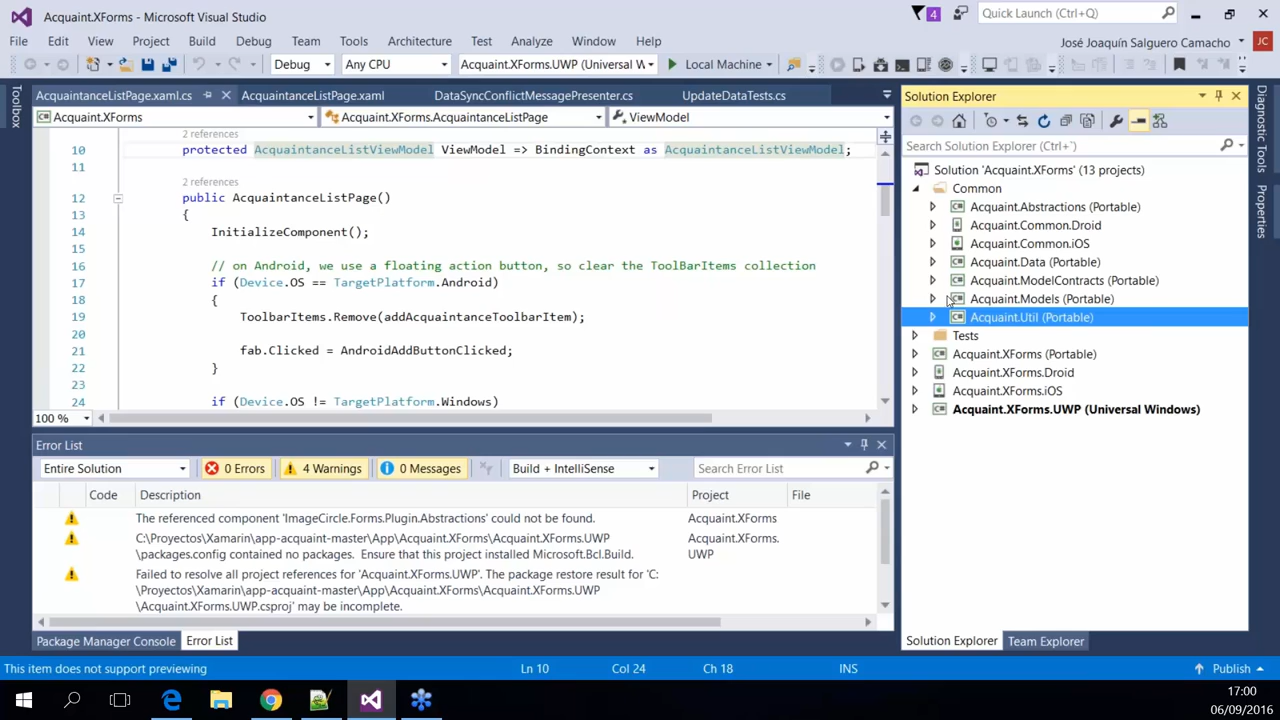 Acquaint.XForms - Microsoft Visual Studio
4
Quick Launch (Ctrl+Q)
File Edit View Project Build Debug Team Tools Architecture Test Analyze Window Help
José Joaquín Salguero Camacho JC
Debug Any CPU Acquaint.XForms.UWP (Universal W Local Machine
Toolbox
AcquaintanceListPage.xaml.cs AcquaintanceListPage.xaml DataSyncConflictMessagePresenter.cs UpdateDataTests.cs
Acquaint.XForms Acquaint.XForms.AcquaintanceListPage ViewModel
2 references
10 protected AcquaintanceListViewModel ViewModel => BindingContext as AcquaintanceListViewModel;
11
2 references
12 public AcquaintanceListPage()
13 {
14 InitializeComponent();
15
16 // on Android, we use a floating action button, so clear the ToolBarItems collection
17 if (Device.OS == TargetPlatform.Android)
18 {
19 ToolbarItems.Remove(addAcquaintanceToolbarItem);
20
21 fab.Clicked = AndroidAddButtonClicked;
22 }
23
24 if (Device.OS != TargetPlatform.Windows)
100 %
Error List
Entire Solution 0 Errors 4 Warnings 0 Messages Build + IntelliSense Search Error List
Code Description Project File
The referenced component 'ImageCircle.Forms.Plugin.Abstractions' could not be found. Acquaint.XForms
C:\Proyectos\Xamarin\app-acquaint-master\App\Acquaint.XForms\Acquaint.XForms.UWP Acquaint.XForms.
\packages.config contained no packages. Ensure that this project installed Microsoft.Bcl.Build. UWP
Failed to resolve all project references for 'Acquaint.XForms.UWP'. The package restore result for 'C:
\Proyectos\Xamarin\app-acquaint-master\App\Acquaint.XForms\Acquaint.XForms.UWP
\Acquaint.XForms.UWP.csproj' may be incomplete.
Package Manager Console Error List
Solution Explorer
Search Solution Explorer (Ctrl+`)
Solution 'Acquaint.XForms' (13 projects)
Common
Acquaint.Abstractions (Portable)
Acquaint.Common.Droid
Acquaint.Common.iOS
Acquaint.Data (Portable)
Acquaint.ModelContracts (Portable)
Acquaint.Models (Portable)
Acquaint.Util (Portable)
Tests
Acquaint.XForms (Portable)
Acquaint.XForms.Droid
Acquaint.XForms.iOS
Acquaint.XForms.UWP (Universal Windows)
Solution Explorer Team Explorer
Diagnostic Tools
Properties
This item does not support previewing Ln 10 Col 24 Ch 18 INS Publish
17:00
06/09/2016